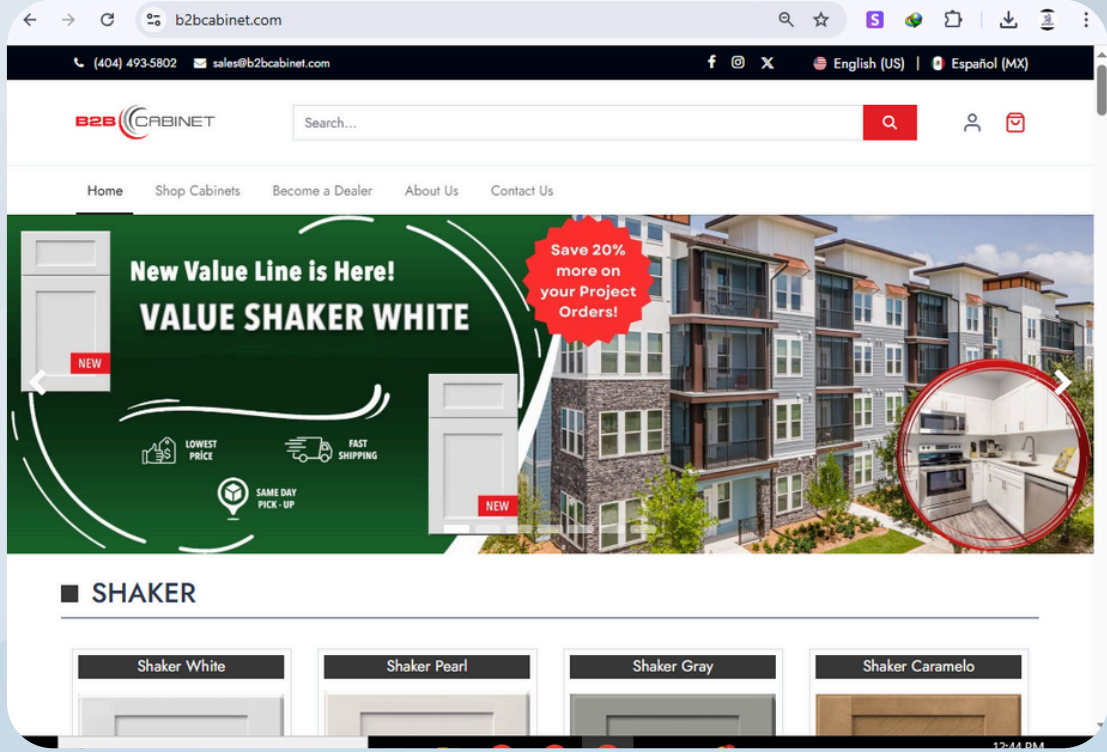 b2bcabinet.com
(404) 493-5802 sales@b2bcabinet.com English (US) | Español (MX)
B2B CABINET
Search...
Home Shop Cabinets Become a Dealer About Us Contact Us
New Value Line is Here!
VALUE SHAKER WHITE
NEW
LOWEST
PRICE
FAST
SHIPPING
SAME DAY
PICK - UP
NEW
Save 20%
more on
your Project
Orders!
SHAKER
Shaker White Shaker Pearl Shaker Gray Shaker Caramelo
12:44 PM